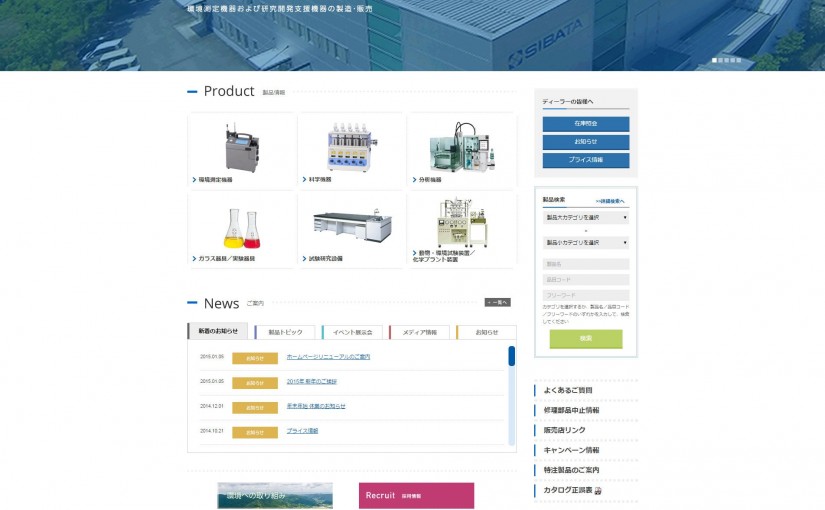 環境測定機器および研究開発支援機器の製造・販売
SIBATA
Product 製品情報
環境測定機器
科学機器
分析機器
ガラス器具／実験器具
試験研究設備
動物・環境試験装置／
化学プラント装置
News ご案内
一覧へ
新着のお知らせ
製品トピック
イベント展示会
メディア情報
お知らせ
2015.01.05 お知らせ ホームページリニューアルのご案内
2015.01.05 お知らせ 2015年 新年のご挨拶
2014.12.01 お知らせ 年末年始 休業のお知らせ
2014.10.21 お知らせ プライス情報
環境への取り組み
Recruit 採用情報
ディーラーの皆様へ
在庫照会
お知らせ
プライス情報
製品検索 >>詳細検索へ
製品大カテゴリを選択
+
製品小カテゴリを選択
製品名
品目コード
フリーワード
カテゴリを選択するか、製品名／品目コード
／フリーワードのいずれかを入力して、検索
してください
検索
よくあるご質問
修理部品中止情報
販売店リンク
キャンペーン情報
特注製品のご案内
カタログ正誤表